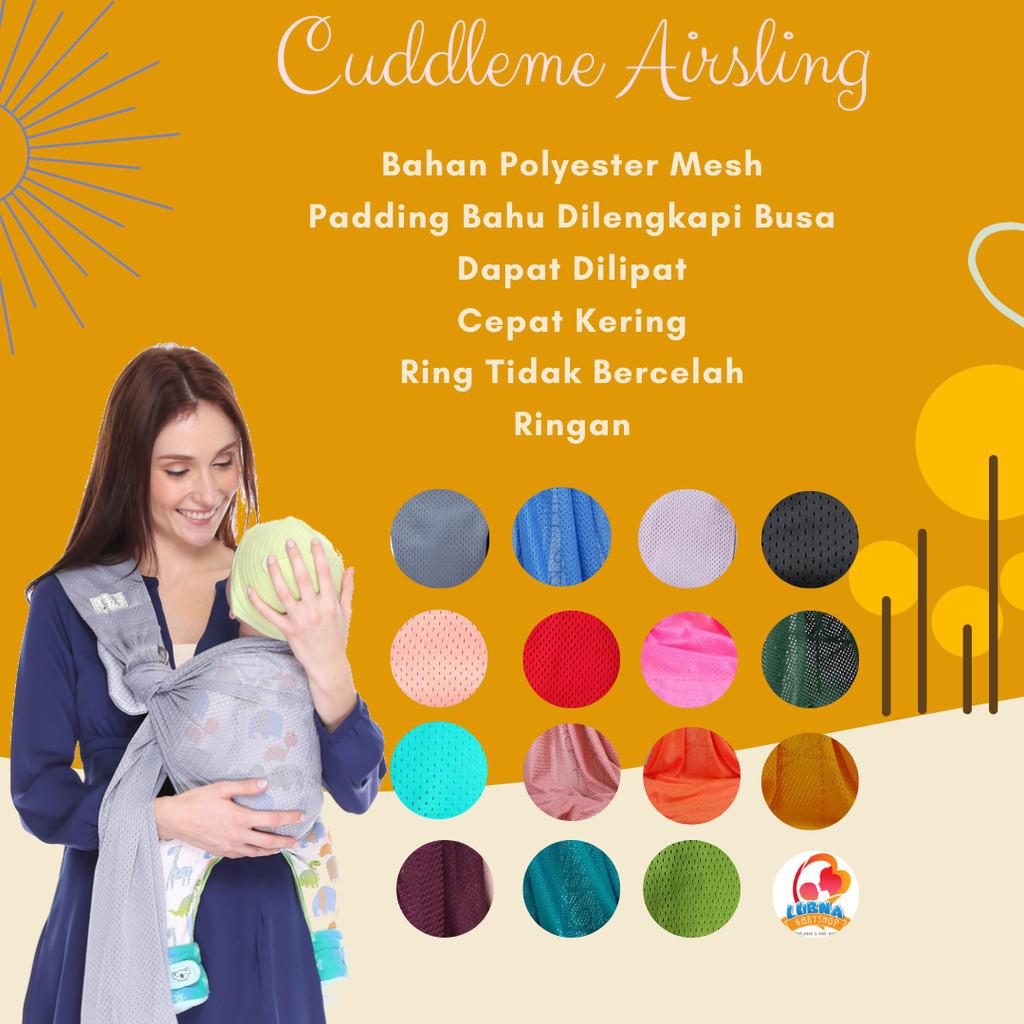 Cuddleme Airsling
Bahan Polyester Mesh
Padding Bahu Dilengkapi Busa
Dapat Dilipat
Cepat Kering
Ring Tidak Bercelah
Ringan
LUBNA
BABYSHOP